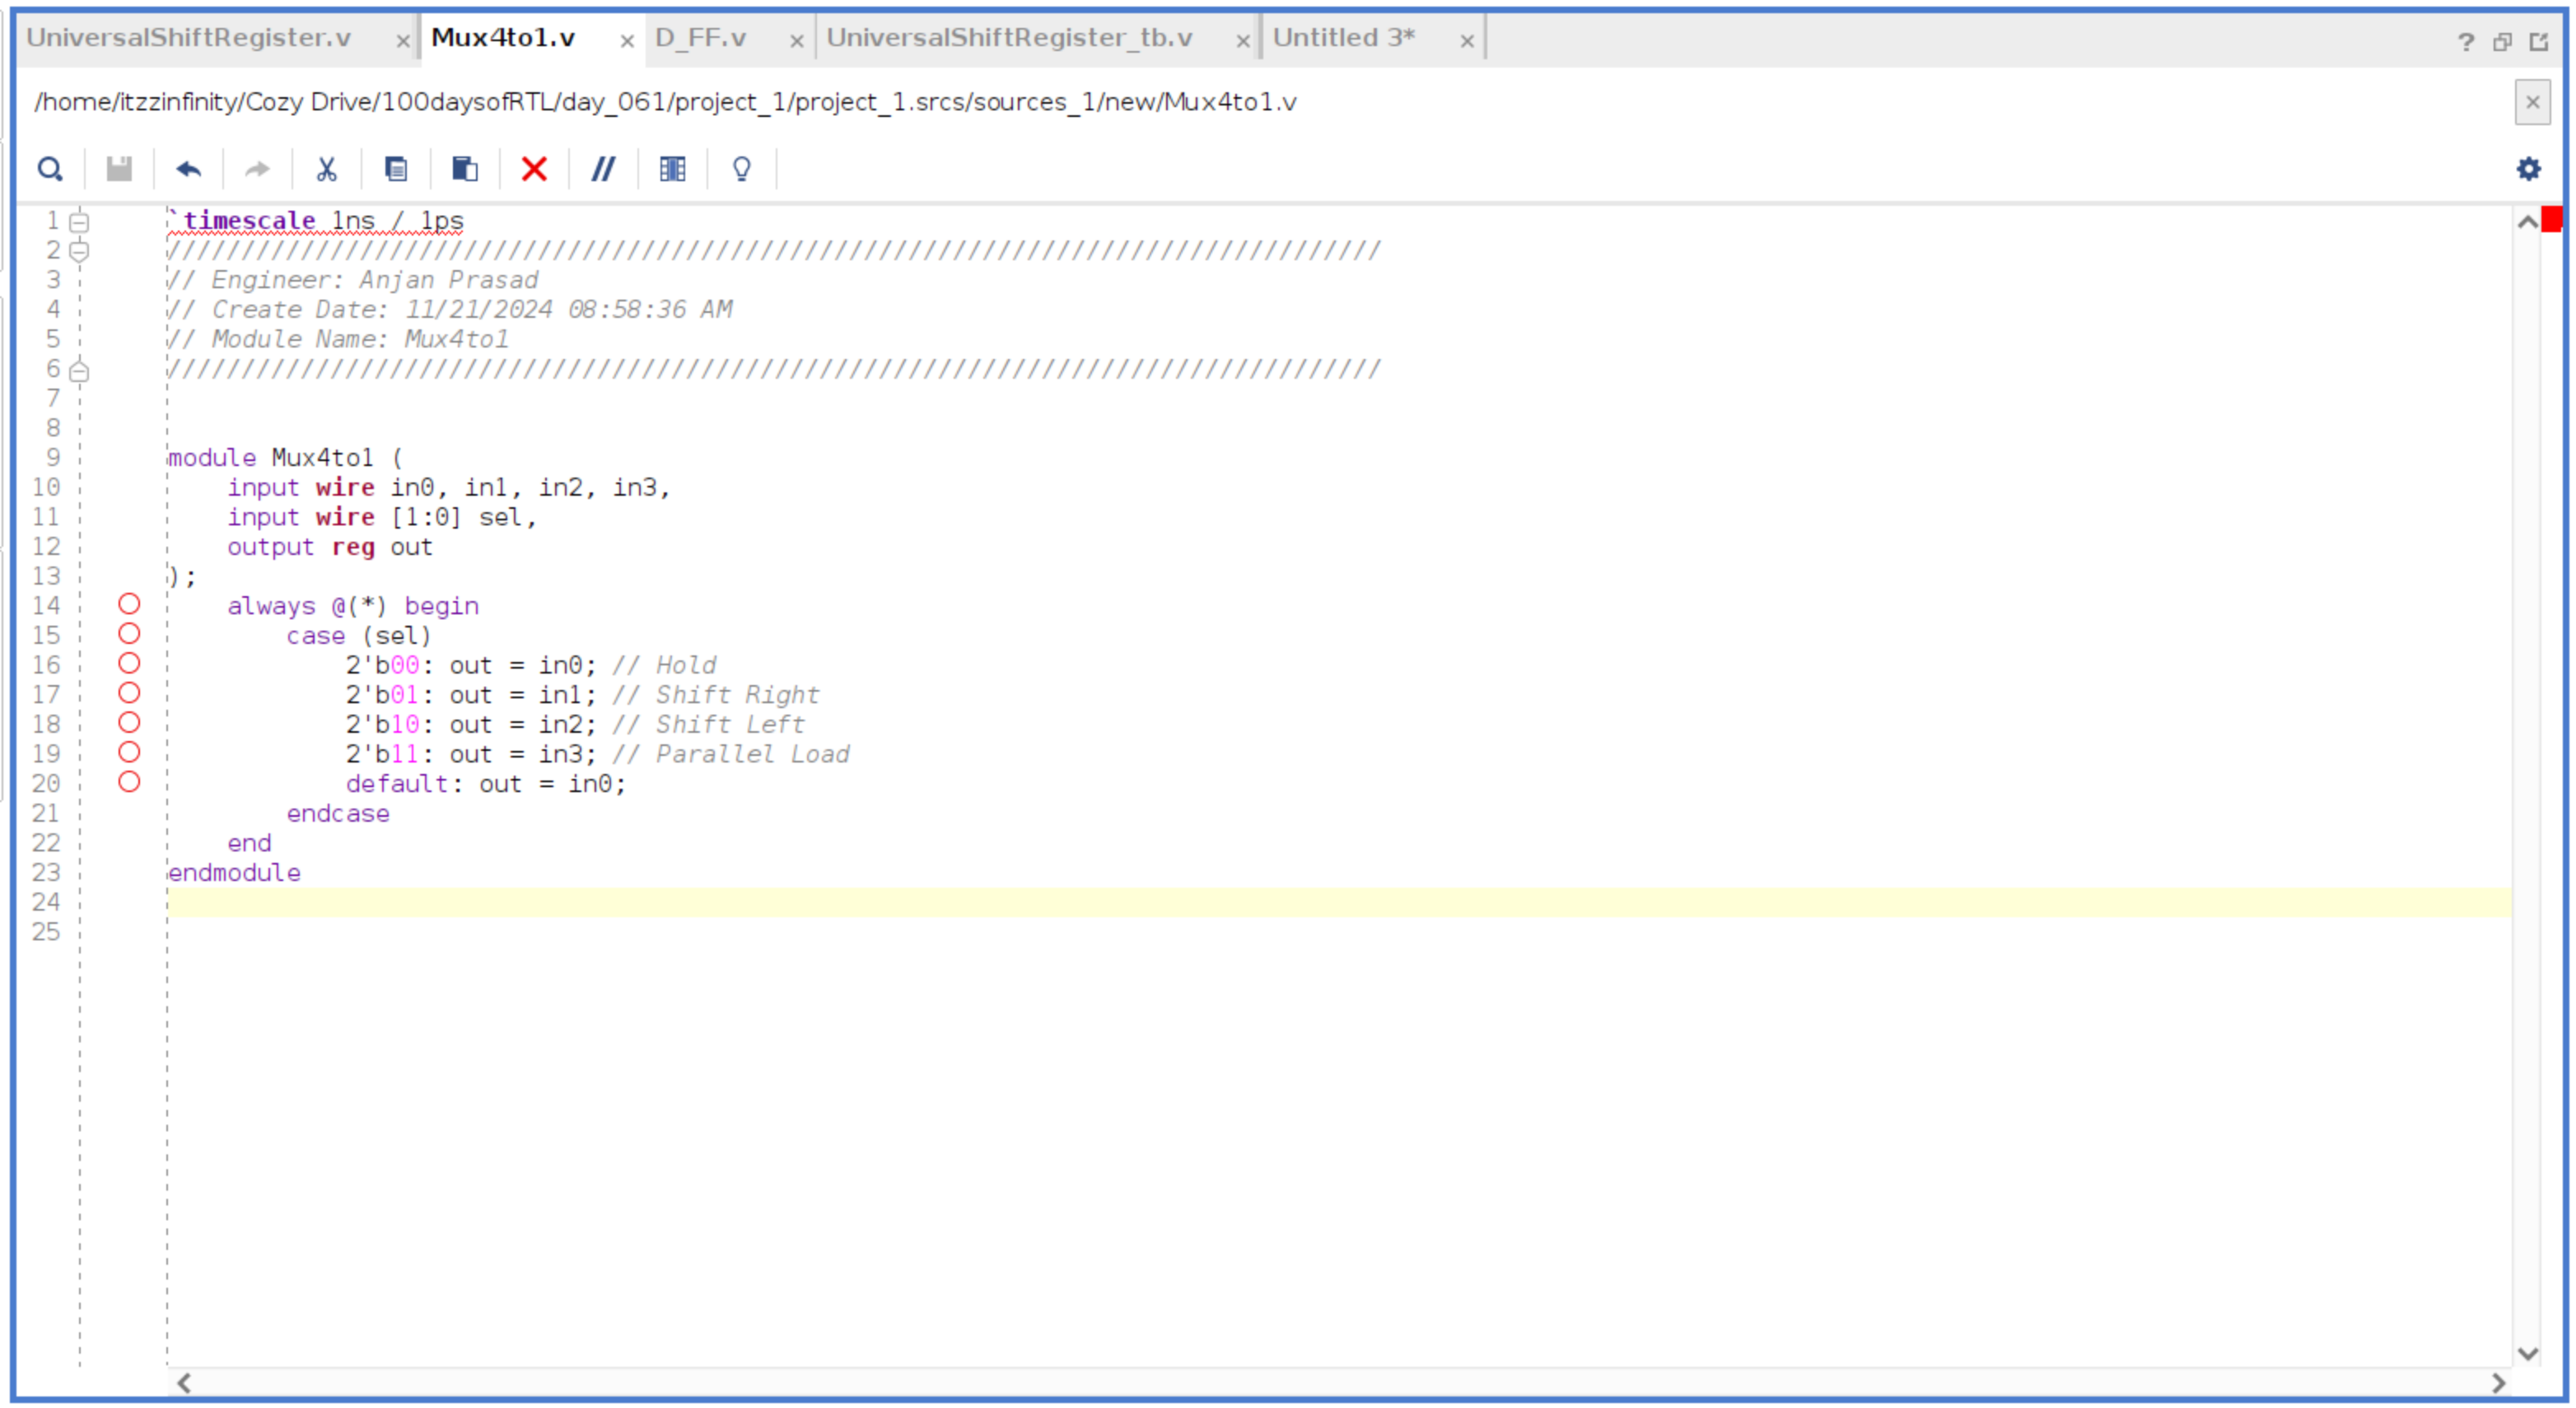 UniversalShiftRegister.v × Mux4to1.v × D_FF.v × UniversalShiftRegister_tb.v × Untitled 3* × ?
/home/itzzinfinity/Cozy Drive/100daysofRTL/day_061/project_1/project_1.srcs/sources_1/new/Mux4to1.v ×
1 `timescale 1ns / 1ps
2 //////////////////////////////////////////////////////////////////////////////////
3 // Engineer: Anjan Prasad
4 // Create Date: 11/21/2024 08:58:36 AM
5 // Module Name: Mux4to1
6 //////////////////////////////////////////////////////////////////////////////////
7
8
9 module Mux4to1 (
10     input wire in0, in1, in2, in3,
11     input wire [1:0] sel,
12     output reg out
13 );
14     always @(*) begin
15         case (sel)
16             2'b00: out = in0; // Hold
17             2'b01: out = in1; // Shift Right
18             2'b10: out = in2; // Shift Left
19             2'b11: out = in3; // Parallel Load
20             default: out = in0;
21         endcase
22     end
23 endmodule
24
25